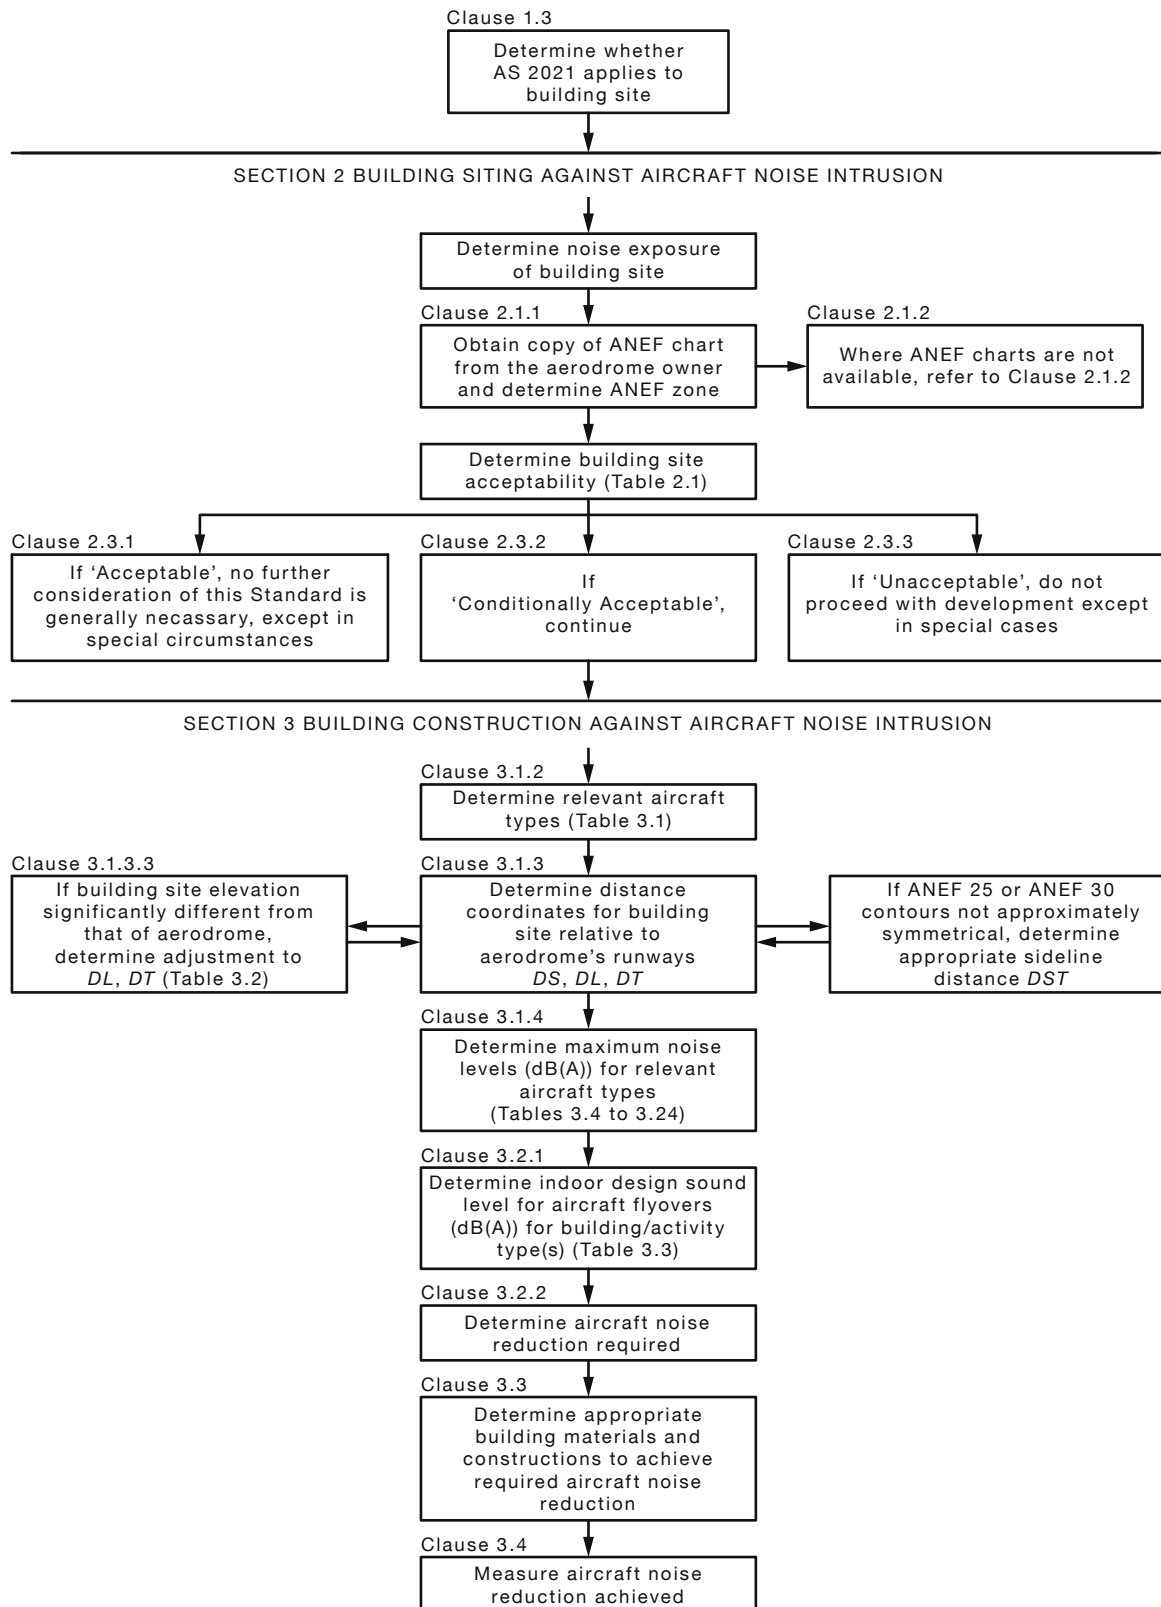 Clause 1.3
Determine whether
AS 2021 applies to
building site
SECTION 2 BUILDING SITING AGAINST AIRCRAFT NOISE INTRUSION
Determine noise exposure
of building site
Clause 2.1.1
Obtain copy of ANEF chart
from the aerodrome owner
and determine ANEF zone
Clause 2.1.2
Where ANEF charts are not
available, refer to Clause 2.1.2
Determine building site
acceptability (Table 2.1)
Clause 2.3.1
If ‘Acceptable’, no further
consideration of this Standard is
generally necassary, except in
special circumstances
Clause 2.3.2
If
‘Conditionally Acceptable’,
continue
Clause 2.3.3
If ‘Unacceptable’, do not
proceed with development except
in special cases
SECTION 3 BUILDING CONSTRUCTION AGAINST AIRCRAFT NOISE INTRUSION
Clause 3.1.2
Determine relevant aircraft
types (Table 3.1)
Clause 3.1.3.3
If building site elevation
significantly different from
that of aerodrome,
determine adjustment to
DL, DT (Table 3.2)
Clause 3.1.3
Determine distance
coordinates for building
site relative to
aerodrome’s runways
DS, DL, DT
If ANEF 25 or ANEF 30
contours not approximately
symmetrical, determine
appropriate sideline
distance DST
Clause 3.1.4
Determine maximum noise
levels (dB(A)) for relevant
aircraft types
(Tables 3.4 to 3.24)
Clause 3.2.1
Determine indoor design sound
level for aircraft flyovers
(dB(A)) for building/activity
type(s) (Table 3.3)
Clause 3.2.2
Determine aircraft noise
reduction required
Clause 3.3
Determine appropriate
building materials and
constructions to achieve
required aircraft noise
reduction
Clause 3.4
Measure aircraft noise
reduction achieved